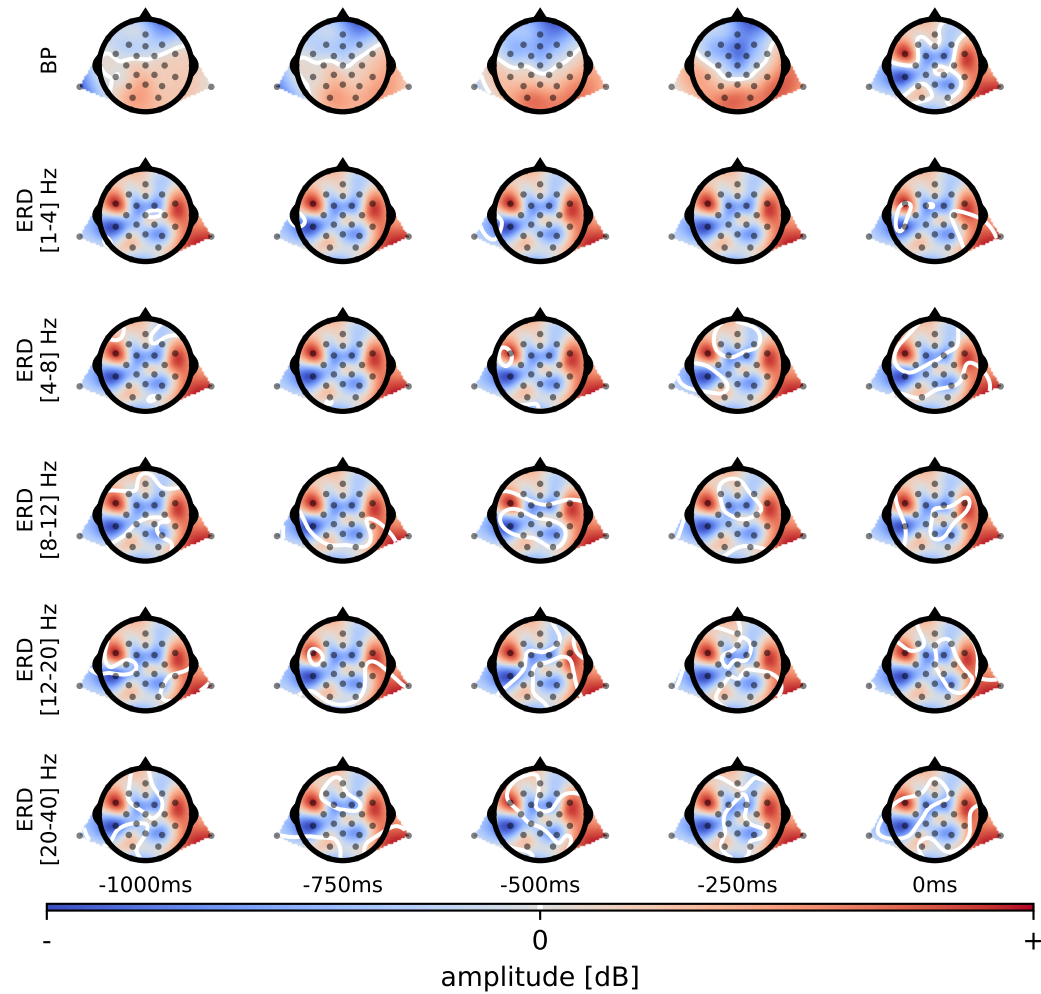 BP
ERD
[1-4] Hz
ERD
[4-8] Hz
ERD
[8-12] Hz
ERD
[12-20] Hz
ERD
[20-40] Hz
-1000ms -750ms -500ms -250ms 0ms
- 0 +
amplitude [dB]